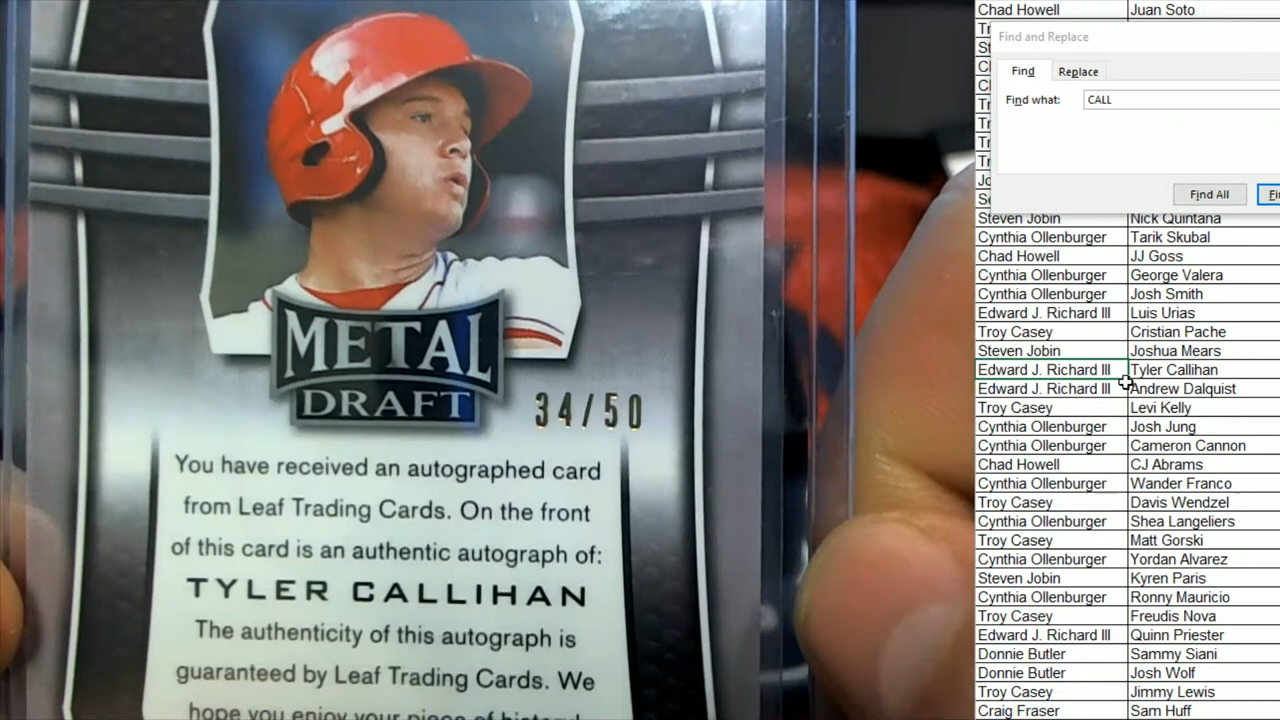 METAL
DRAFT
34/50
You have received an autographed card
from Leaf Trading Cards. On the front
of this card is an authentic autograph of:
TYLER CALLIHAN
The authenticity of this autograph is
guaranteed by Leaf Trading Cards. We
hope you enjoy your piece of history!
Chad Howell Juan Soto
Find and Replace
Find Replace
Find what: CALL
Find All
Steven Jobin Nick Quintana
Cynthia Ollenburger Tarik Skubal
Chad Howell JJ Goss
Cynthia Ollenburger George Valera
Cynthia Ollenburger Josh Smith
Edward J. Richard III Luis Urias
Troy Casey Cristian Pache
Steven Jobin Joshua Mears
Edward J. Richard III Tyler Callihan
Edward J. Richard III Andrew Dalquist
Troy Casey Levi Kelly
Cynthia Ollenburger Josh Jung
Cynthia Ollenburger Cameron Cannon
Chad Howell CJ Abrams
Cynthia Ollenburger Wander Franco
Troy Casey Davis Wendzel
Cynthia Ollenburger Shea Langeliers
Troy Casey Matt Gorski
Cynthia Ollenburger Yordan Alvarez
Steven Jobin Kyren Paris
Cynthia Ollenburger Ronny Mauricio
Troy Casey Freudis Nova
Edward J. Richard III Quinn Priester
Donnie Butler Sammy Siani
Donnie Butler Josh Wolf
Troy Casey Jimmy Lewis
Craig Fraser Sam Huff